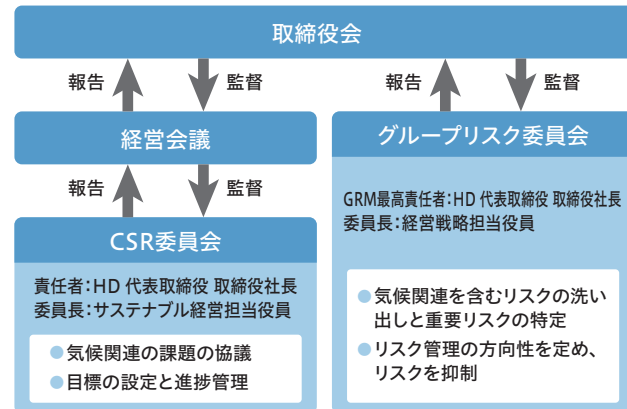 取締役会
報告
監督
報告
監督
経営会議
グループリスク委員会
報告
監督
GRM最高責任者:HD 代表取締役 取締役社長
委員長:経営戦略担当役員
CSR委員会
責任者:HD 代表取締役 取締役社長
委員長:サステナブル経営担当役員
●気候関連の課題の協議
●目標の設定と進捗管理
●気候関連を含むリスクの洗い
出しと重要リスクの特定
●リスク管理の方向性を定め、
リスクを抑制